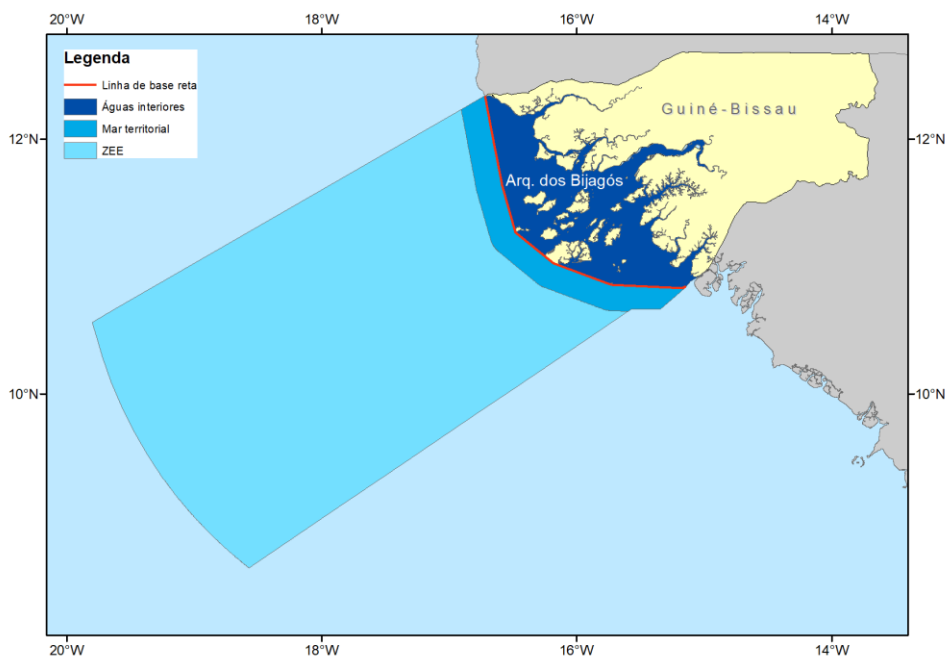 20°W 18°W 16°W 14°W
Legenda
Linha de base reta
Águas interiores
Mar territorial
ZEE
Guiné-Bissau
12°N 12°N
Arq. dos Bijagós
10°N 10°N
20°W 18°W 16°W 14°W